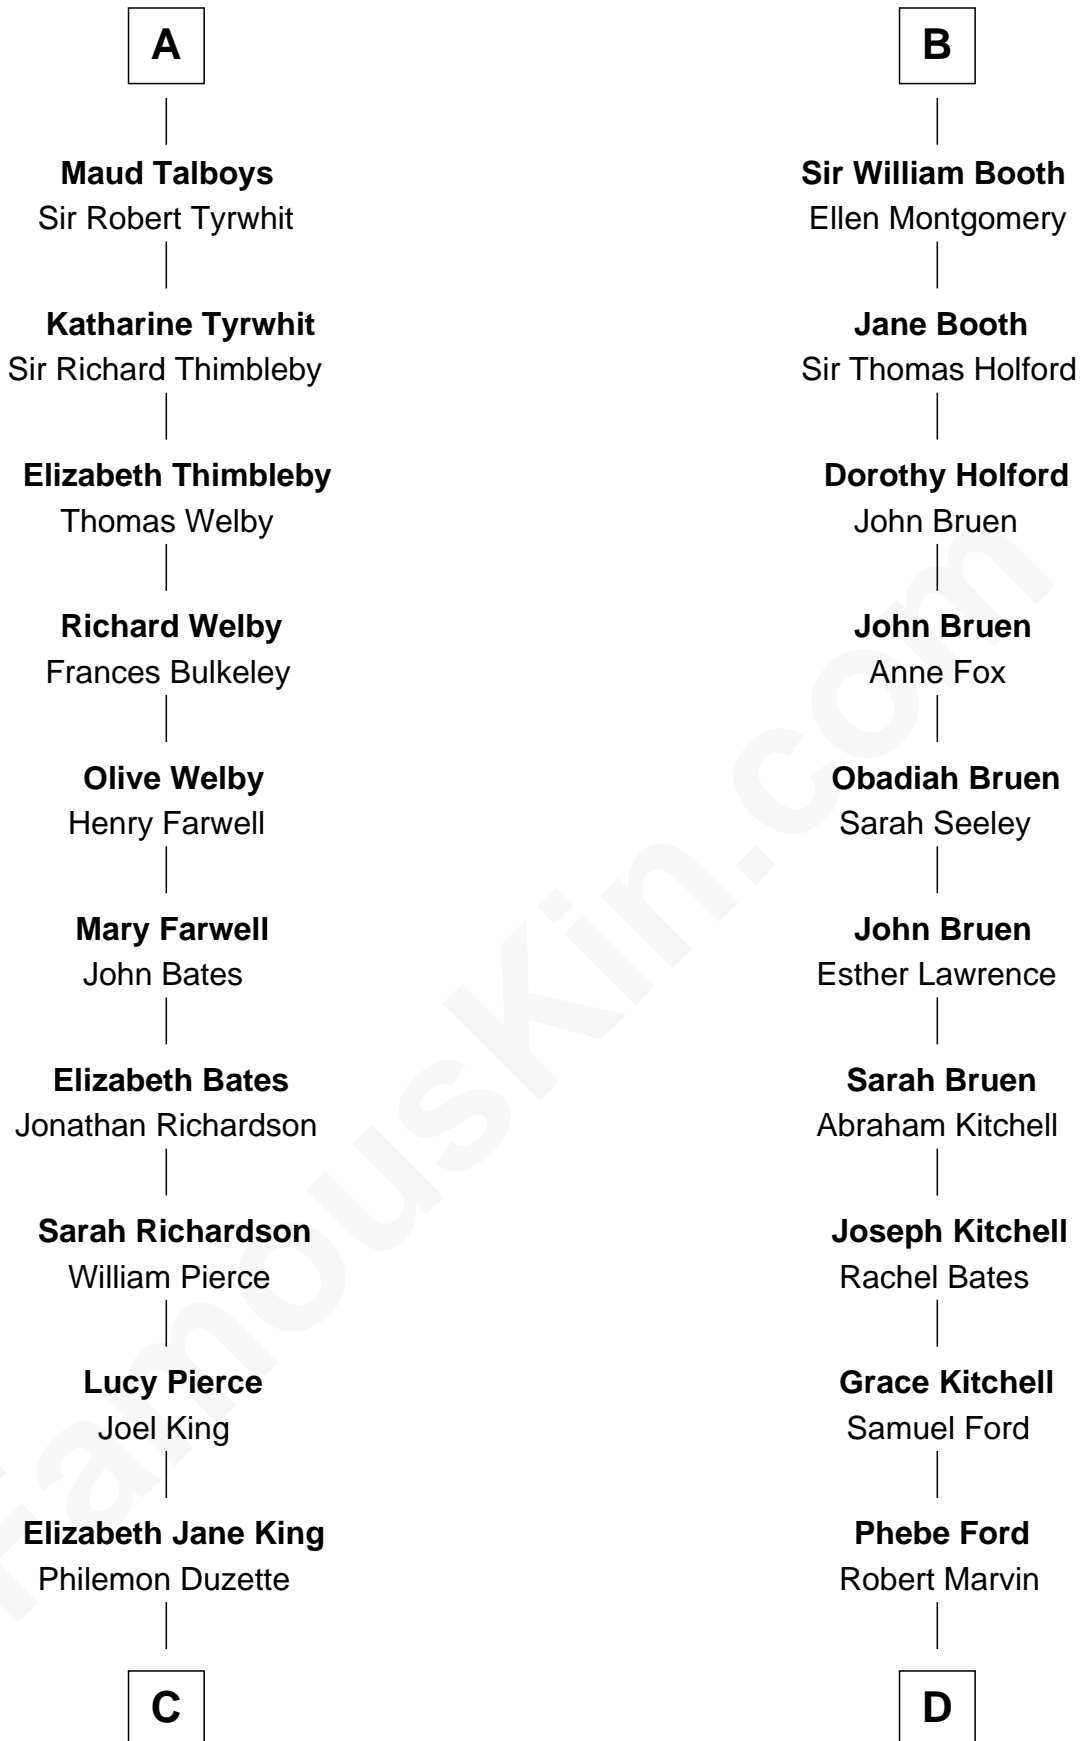 A
Maud Talboys
Sir Robert Tyrwhit
Katharine Tyrwhit
Sir Richard Thimbleby
Elizabeth Thimbleby
Thomas Welby
Richard Welby
Frances Bulkeley
Olive Welby
Henry Farwell
Mary Farwell
John Bates
Elizabeth Bates
Jonathan Richardson
Sarah Richardson
William Pierce
Lucy Pierce
Joel King
Elizabeth Jane King
Philemon Duzette
C
B
Sir William Booth
Ellen Montgomery
Jane Booth
Sir Thomas Holford
Dorothy Holford
John Bruen
John Bruen
Anne Fox
Obadiah Bruen
Sarah Seeley
John Bruen
Esther Lawrence
Sarah Bruen
Abraham Kitchell
Joseph Kitchell
Rachel Bates
Grace Kitchell
Samuel Ford
Phebe Ford
Robert Marvin
D
FamousKin.com